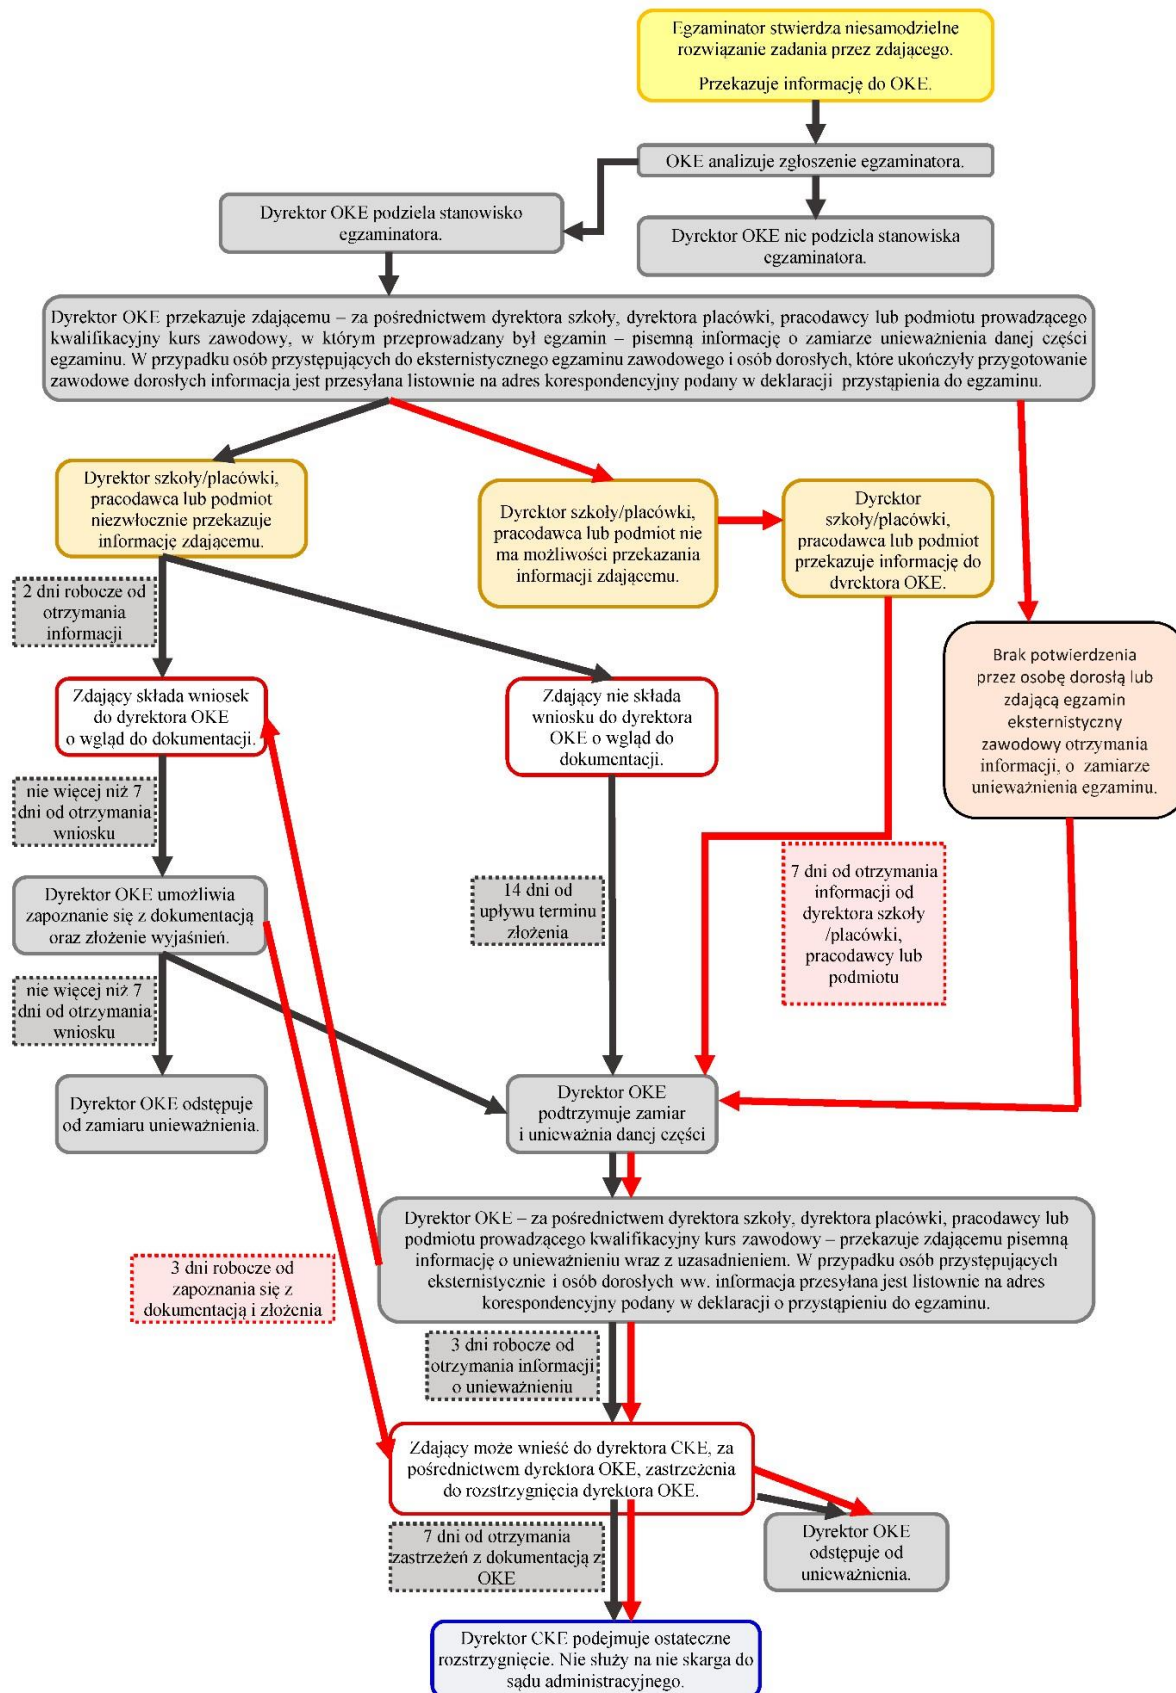 Egzaminator stwierdza niesamodzielne
rozwiązanie zadania przez zdającego.
Przekazuje informację do OKE.
OKE analizuje zgłoszenie egzaminatora.
Dyrektor OKE podziela stanowisko
egzaminatora.
Dyrektor OKE nie podziela stanowiska
egzaminatora.
Dyrektor OKE przekazuje zdającemu – za pośrednictwem dyrektora szkoły, dyrektora placówki, pracodawcy lub podmiotu prowadzącego
kwalifikacyjny kurs zawodowy, w którym przeprowadzany był egzamin – pisemną informację o zamiarze unieważnienia danej części
egzaminu. W przypadku osób przystępujących do eksternistycznego egzaminu zawodowego i osób dorosłych, które ukończyły przygotowanie
zawodowe dorosłych informacja jest przesyłana listownie na adres korespondencyjny podany w deklaracji przystąpienia do egzaminu.
Dyrektor szkoły/placówki,
pracodawca lub podmiot
niezwłocznie przekazuje
informację zdającemu.
Dyrektor szkoły/placówki,
pracodawca lub podmiot nie
ma możliwości przekazania
informacji zdającemu.
Dyrektor
szkoły/placówki,
pracodawca lub podmiot
przekazuje informację do
dyrektora OKE.
2 dni robocze od
otrzymania
informacji
Brak potwierdzenia
przez osobę dorosłą lub
zdającą egzamin
eksternistyczny
zawodowy otrzymania
informacji, o zamiarze
unieważnienia egzaminu.
Zdający składa wniosek
do dyrektora OKE
o wgląd do dokumentacji.
Zdający nie składa
wniosku do dyrektora
OKE o wgląd do
dokumentacji.
nie więcej niż 7
dni od otrzymania
wniosku
Dyrektor OKE umożliwia
zapoznanie się z dokumentacją
oraz złożenie wyjaśnień.
14 dni od
upływu terminu
złożenia
7 dni od otrzymania
informacji od
dyrektora szkoły
/placówki,
pracodawcy lub
podmiotu
nie więcej niż 7
dni od otrzymania
wniosku
Dyrektor OKE odstępuje
od zamiaru unieważnienia.
Dyrektor OKE
podtrzymuje zamiar
i unieważnia danej części
Dyrektor OKE – za pośrednictwem dyrektora szkoły, dyrektora placówki, pracodawcy lub
podmiotu prowadzącego kwalifikacyjny kurs zawodowy – przekazuje zdającemu pisemną
informację o unieważnieniu wraz z uzasadnieniem. W przypadku osób przystępujących
eksternistycznie i osób dorosłych ww. informacja przesyłana jest listownie na adres
korespondencyjny podany w deklaracji o przystąpieniu do egzaminu.
3 dni robocze od
zapoznania się z
dokumentacją i złożenia
3 dni robocze od
otrzymania informacji
o unieważnieniu
Zdający może wnieść do dyrektora CKE, za
pośrednictwem dyrektora OKE, zastrzeżenia
do rozstrzygnięcia dyrektora OKE.
7 dni od otrzymania
zastrzeżeń z dokumentacją z
OKE
Dyrektor OKE
odstępuje od
unieważnienia.
Dyrektor CKE podejmuje ostateczne
rozstrzygnięcie. Nie służy na nie skarga do
sądu administracyjnego.